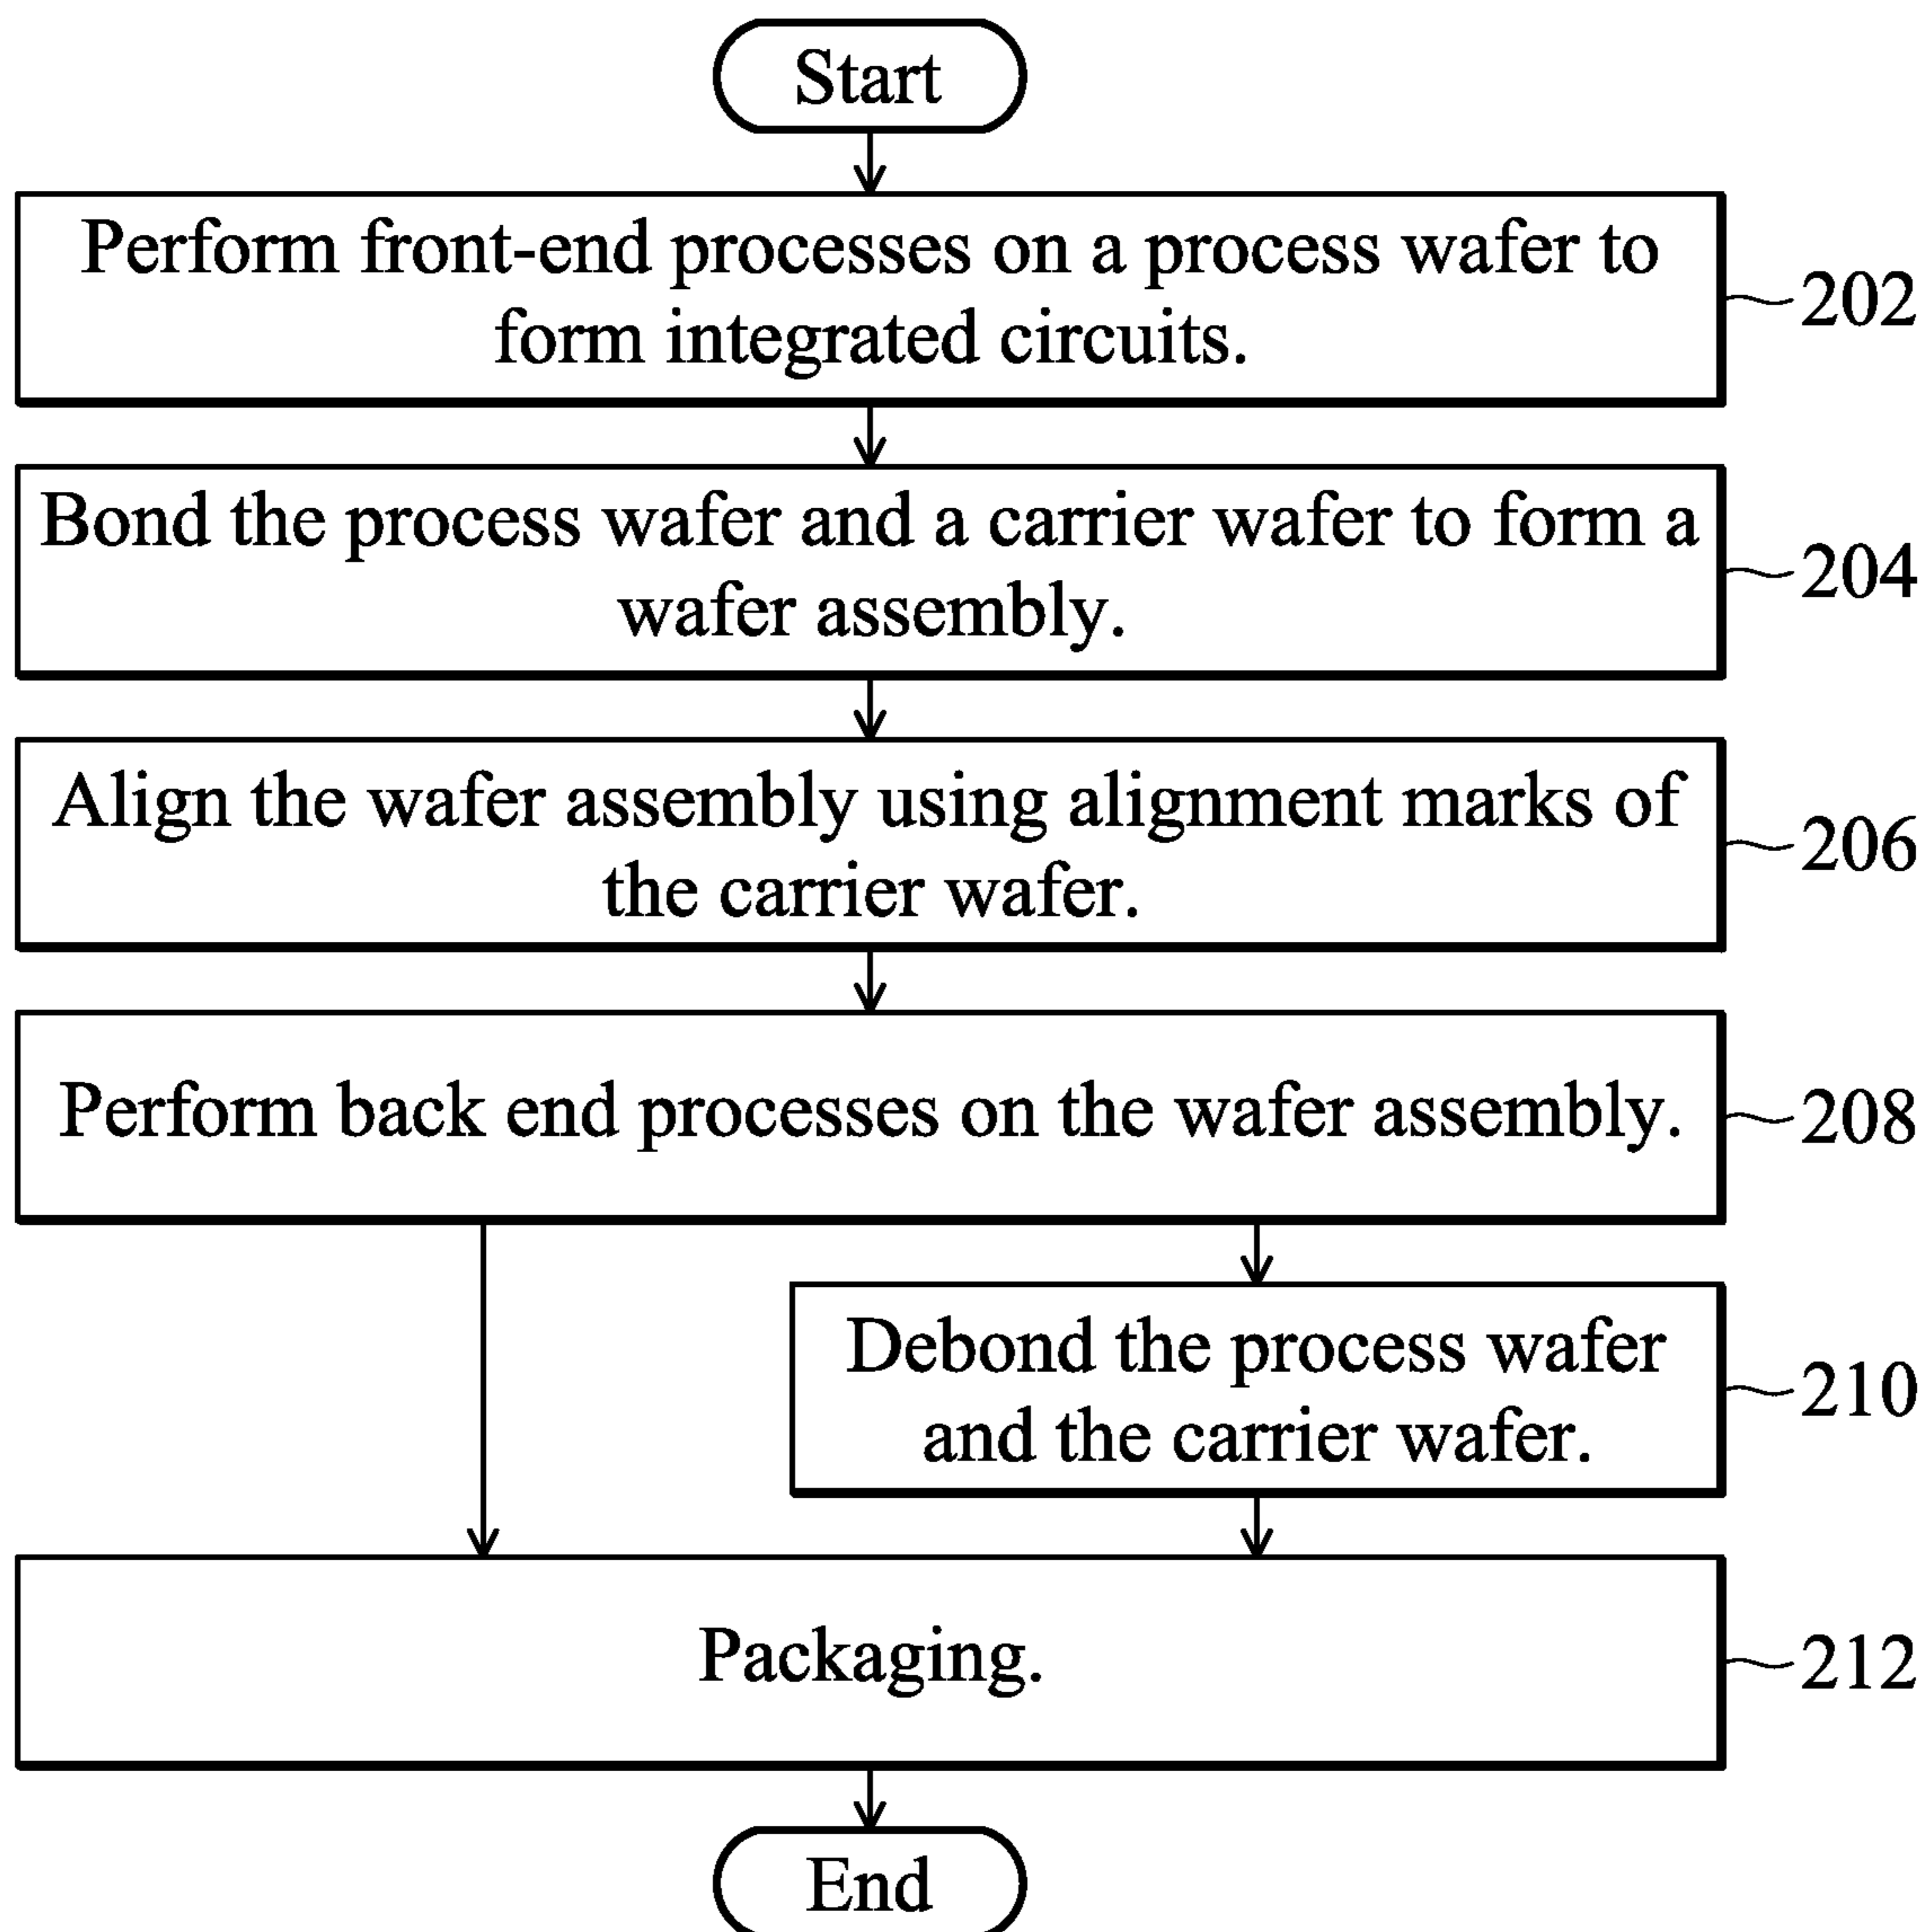 Start
Perform front-end processes on a process wafer to
form integrated circuits.
202
Bond the process wafer and a carrier wafer to form a
wafer assembly.
204
Align the wafer assembly using alignment marks of
the carrier wafer.
206
Perform back end processes on the wafer assembly.
208
Debond the process wafer
and the carrier wafer.
210
Packaging.
212
End